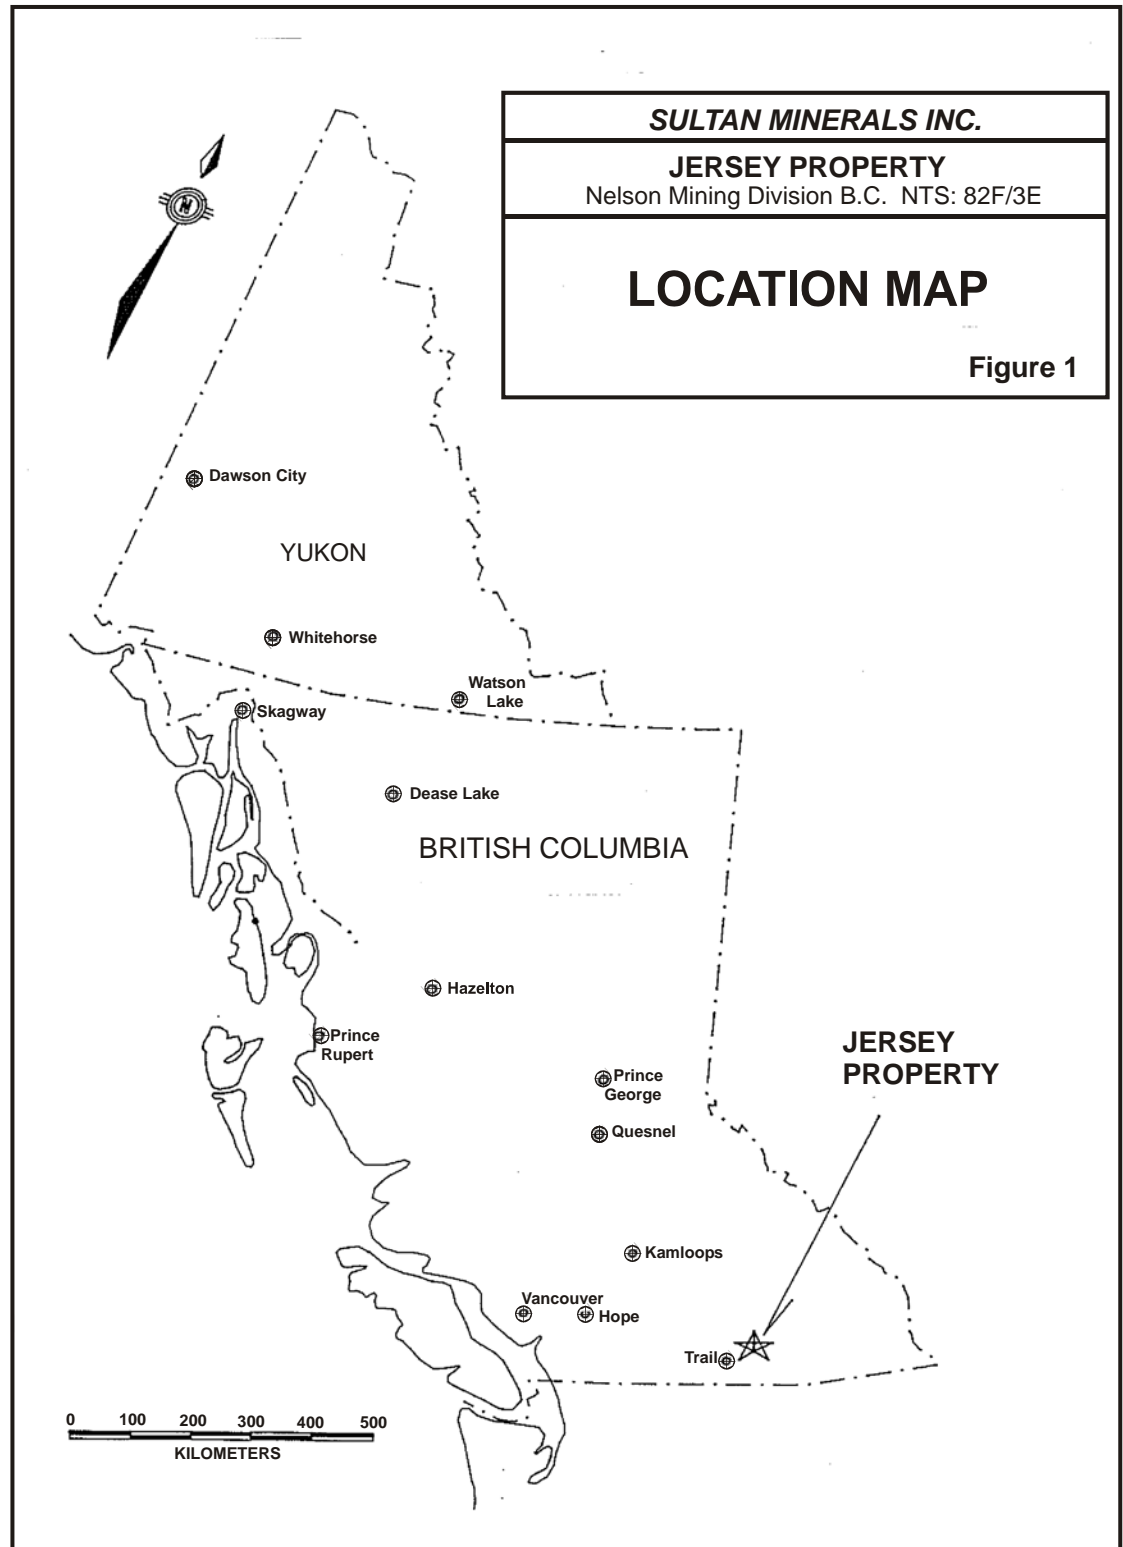 SULTAN MINERALS INC.
JERSEY PROPERTY
Nelson Mining Division B.C. NTS: 82F/3E
LOCATION MAP
Figure 1
N
Dawson City
YUKON
Whitehorse
Watson
Lake
Skagway
Dease Lake
BRITISH COLUMBIA
Hazelton
Prince
Rupert
JERSEY
PROPERTY
Prince
George
Quesnel
Kamloops
Vancouver
Hope
Trail
0 100 200 300 400 500
KILOMETERS